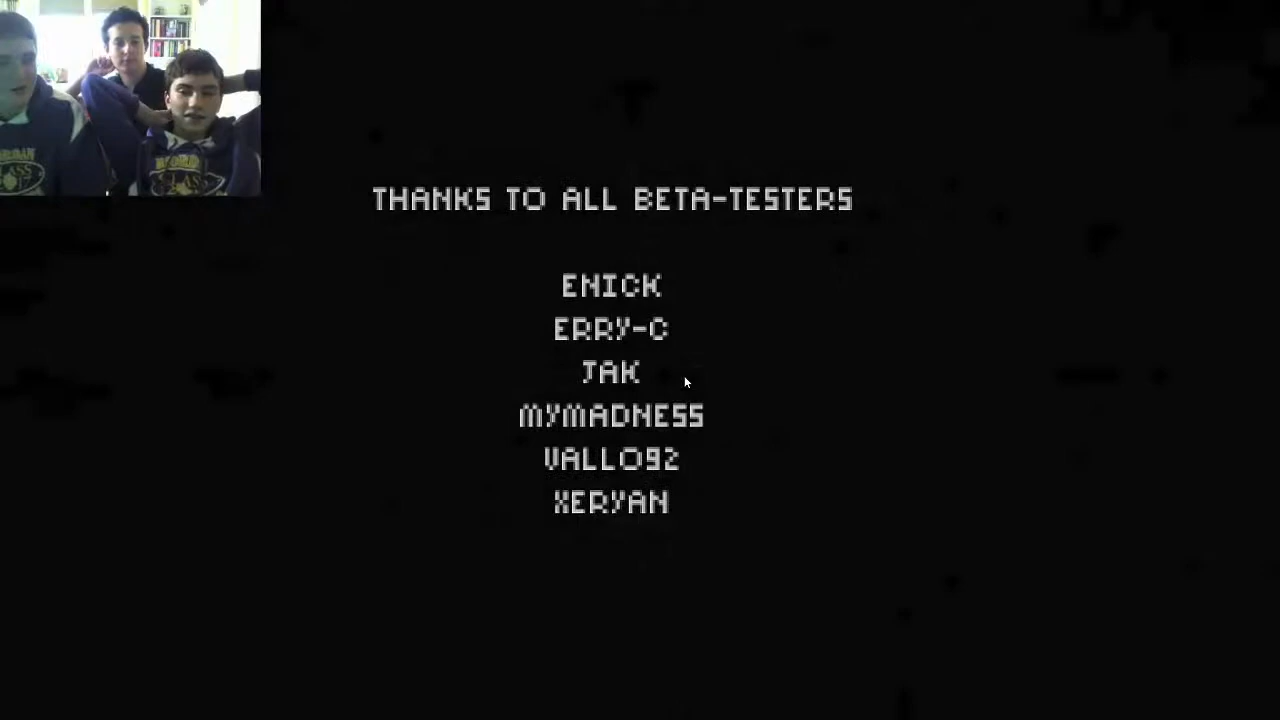 THANKS TO ALL BETA-TESTERS
ENICK
ERRY-C
JAK
MYMADNESS
VALLO92
XERYAN